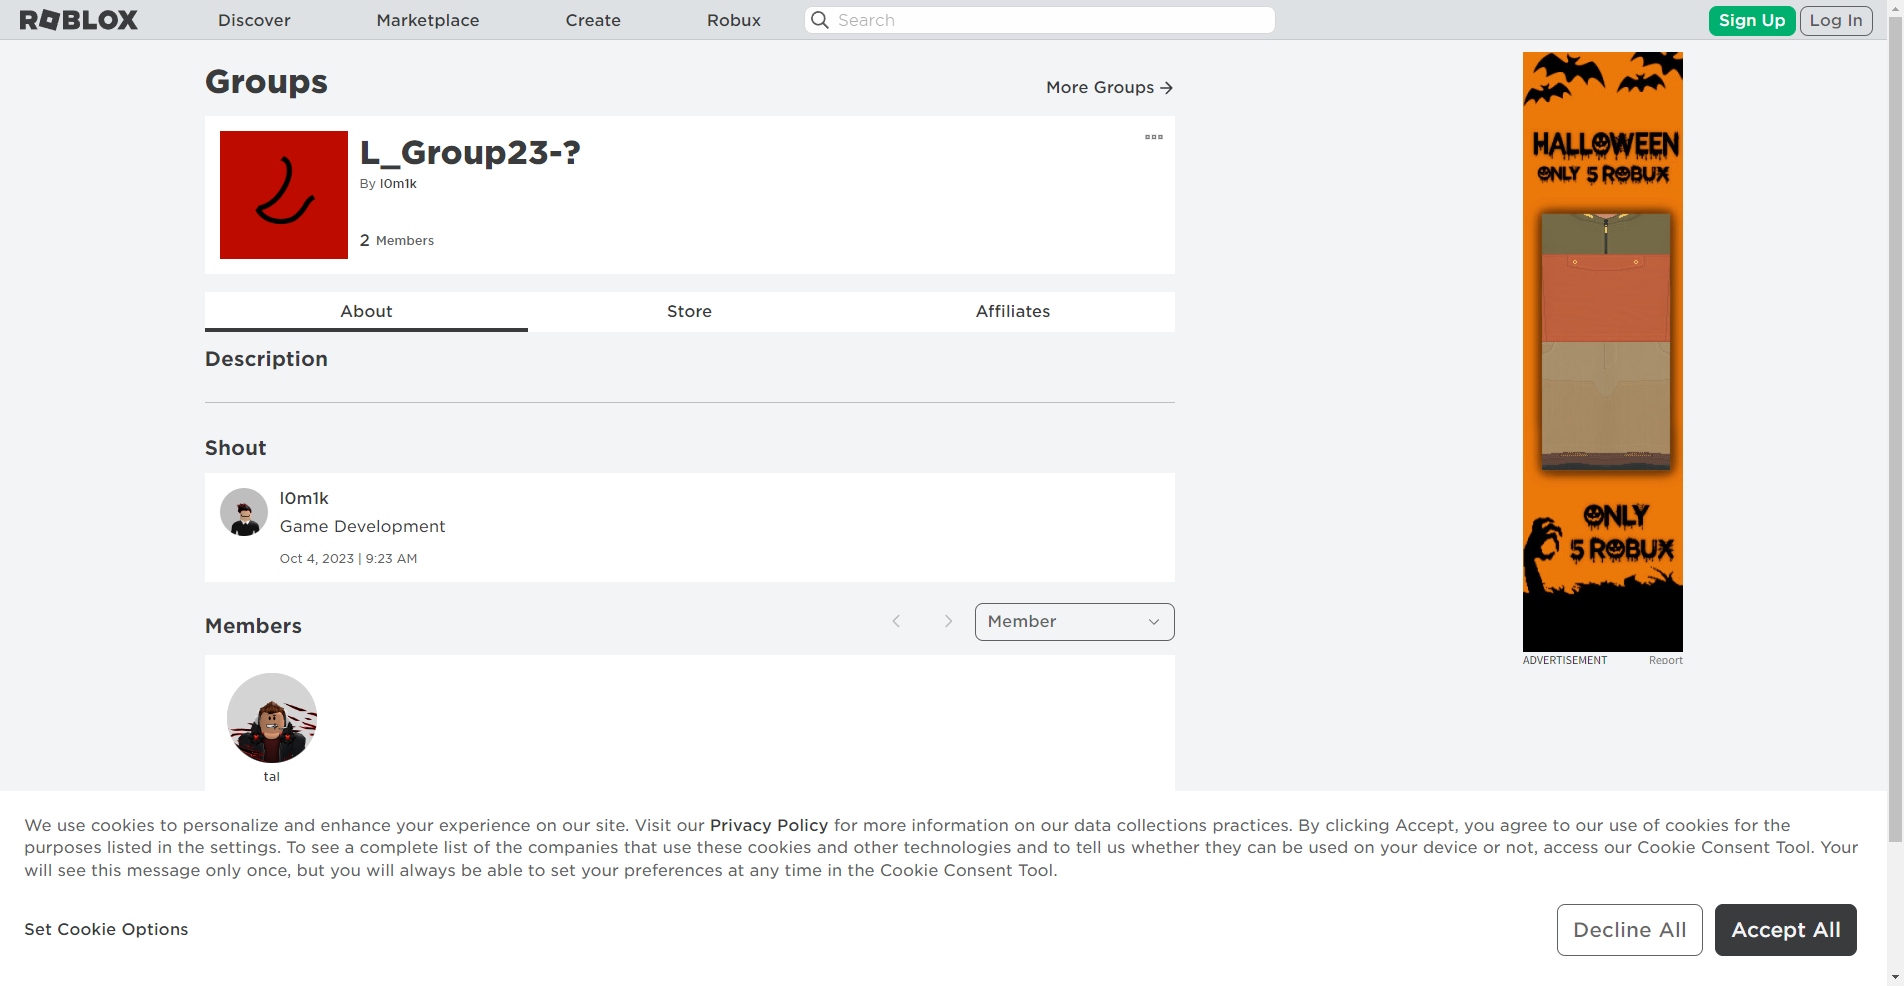 ROBLOX
Discover
Marketplace
Create
Robux
Search
Sign Up
Log In
Groups
More Groups
L_Group23-?
By l0m1k
2 Members
About
Store
Affiliates
Description
Shout
l0m1k
Game Development
Oct 4, 2023 | 9:23 AM
Members
Member
tal
HALLOWEEN
ONLY 5 ROBUX
ONLY
5 ROBUX
ADVERTISEMENT
Report
We use cookies to personalize and enhance your experience on our site. Visit our Privacy Policy for more information on our data collections practices. By clicking Accept, you agree to our use of cookies for the
purposes listed in the settings. To see a complete list of the companies that use these cookies and other technologies and to tell us whether they can be used on your device or not, access our Cookie Consent Tool. Your
will see this message only once, but you will always be able to set your preferences at any time in the Cookie Consent Tool.
Set Cookie Options
Decline All
Accept All